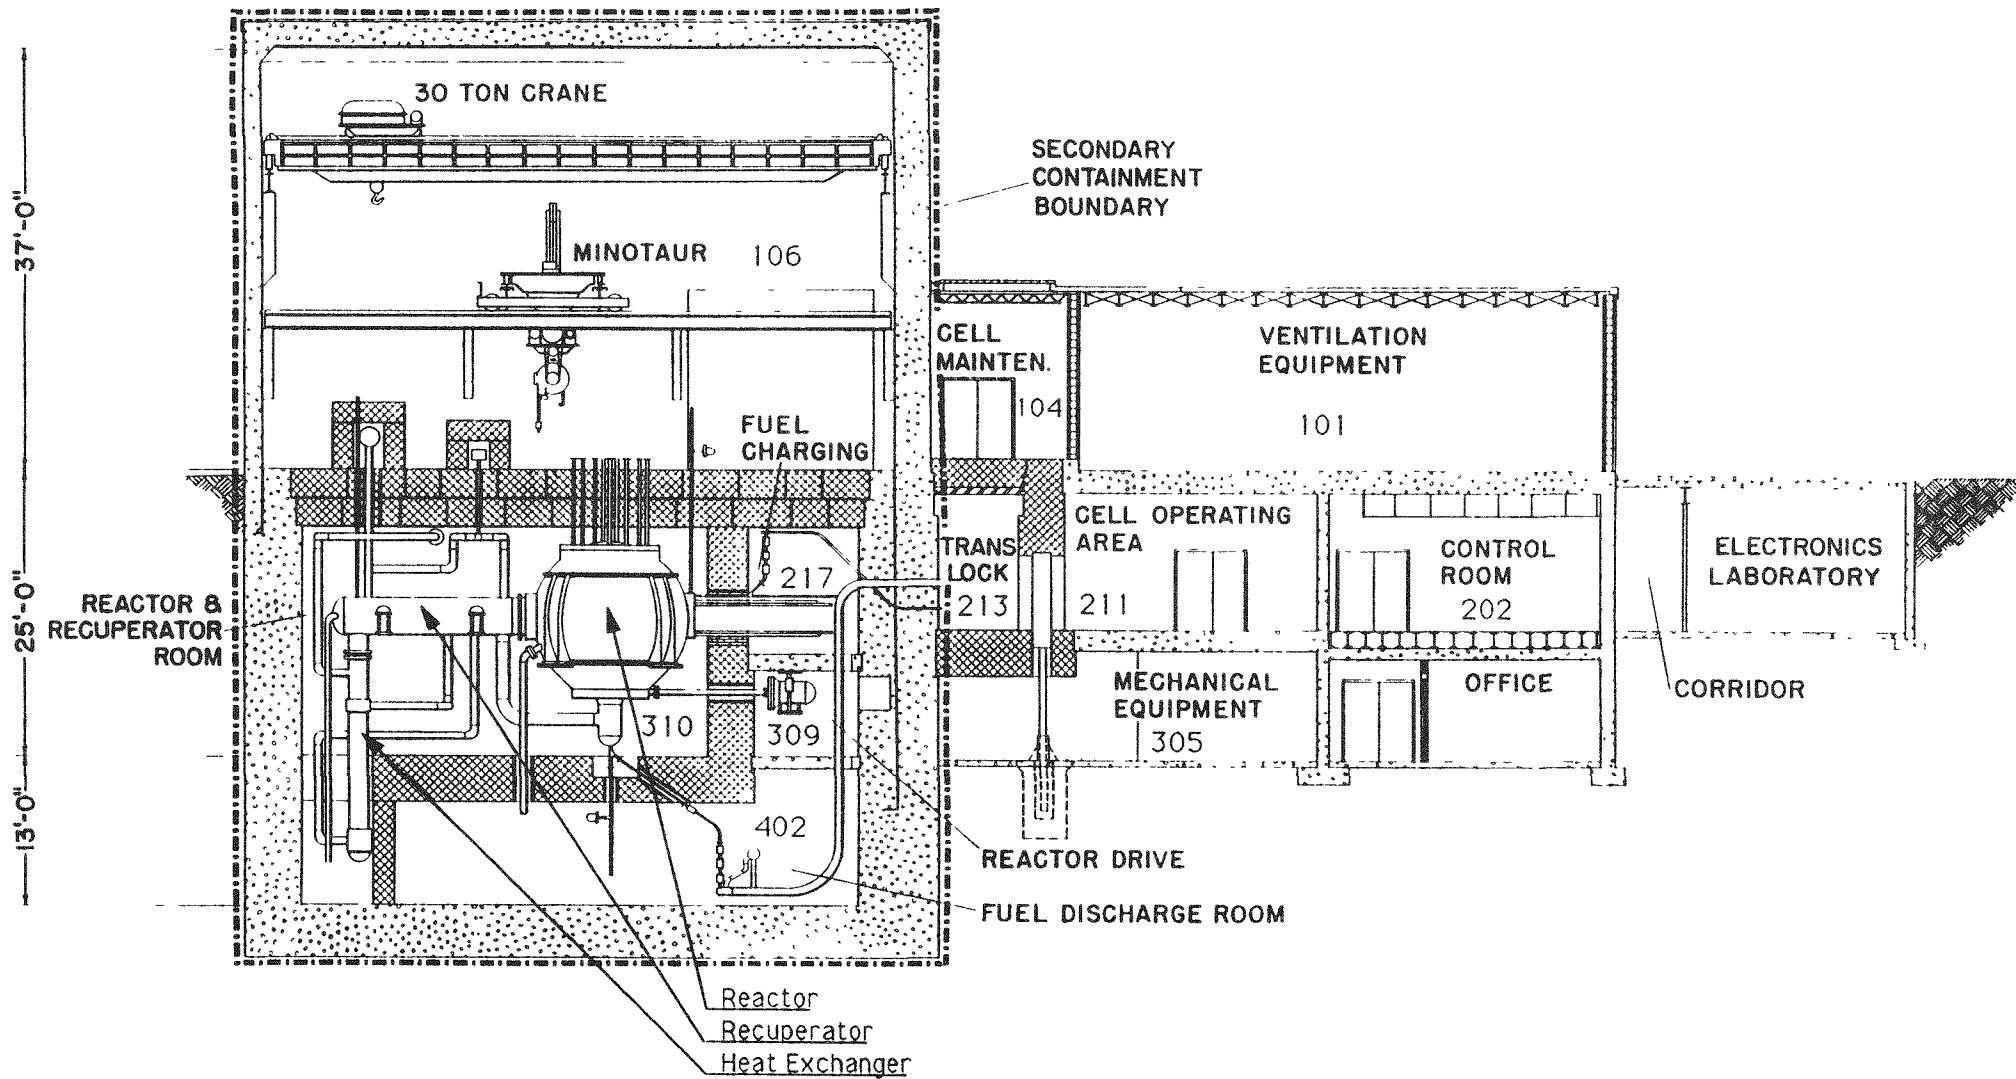 30 TON CRANE
37'-0"
SECONDARY
CONTAINMENT
BOUNDARY
MINOTAUR 106
CELL
MAINTEN.
104
VENTILATION
EQUIPMENT
101
FUEL
CHARGING
CELL OPERATING
AREA
TRANS
LOCK
213
217
211
CONTROL
ROOM
202
ELECTRONICS
LABORATORY
25'-0"
REACTOR &
RECUPERATOR
ROOM
310
309
MECHANICAL
EQUIPMENT
305
OFFICE
CORRIDOR
13'-0"
402
REACTOR DRIVE
FUEL DISCHARGE ROOM
Reactor
Recuperator
Heat Exchanger